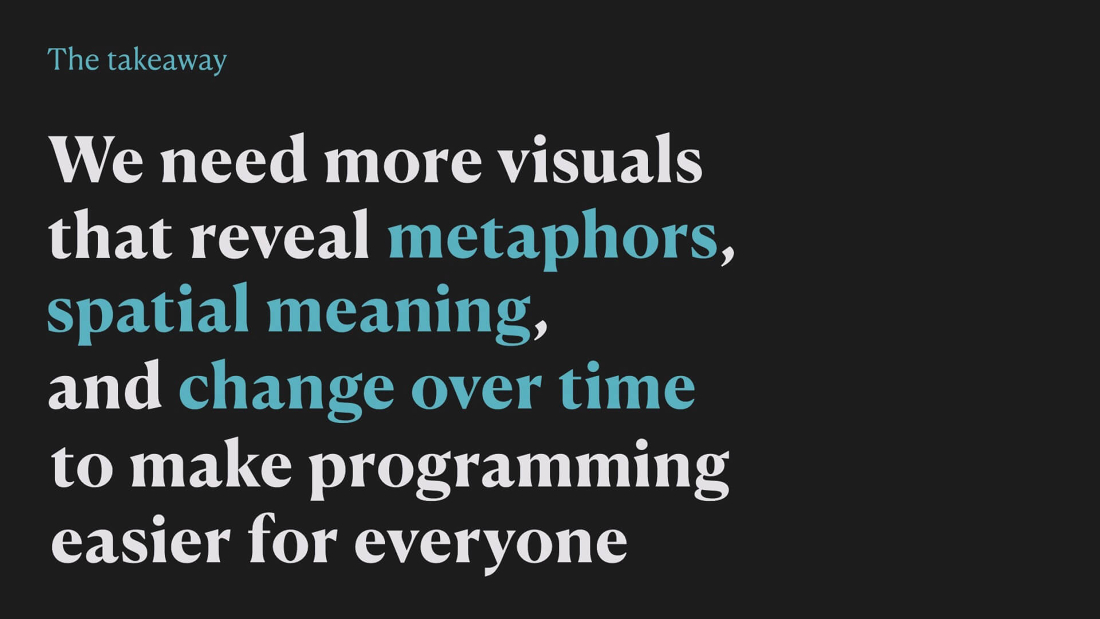 The takeaway
We need more visuals
that reveal metaphors,
spatial meaning,
and change over time
to make programming
easier for everyone